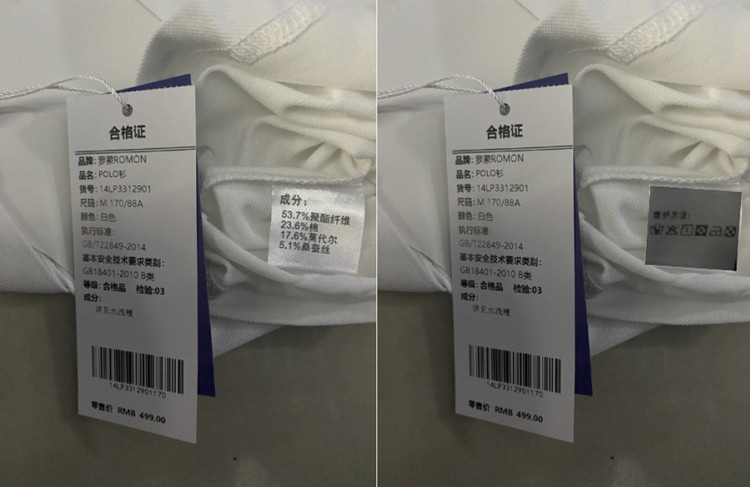 合格证
品牌: 罗蒙ROMON
品名: POLO衫
货号: 14LP3312901
尺码: M 170/88A
颜色: 白色
执行标准:
GB/T22849-2014
基本安全技术要求类别:
GB18401-2010 B类
等级: 合格品 检验:03
成分:
详见水洗唛
14LP3312901170
零售价 RMB 499.00
成分:
53.7%聚酯纤维
23.6%棉
17.6%莫代尔
5.1%桑蚕丝
合格证
品牌: 罗蒙ROMON
品名: POLO衫
货号: 14LP3312901
尺码: M 170/88A
颜色: 白色
执行标准:
GB/T22849-2014
基本安全技术要求类别:
GB18401-2010 B类
等级: 合格品 检验:03
成分:
详见水洗唛
14LP3312901170
零售价 RMB 499.00
维护方法: